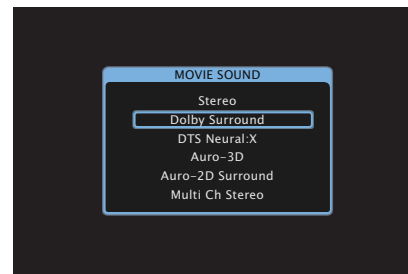 MOVIE SOUND
Stereo
Dolby Surround
DTS Neural:X
Auro-3D
Auro-2D Surround
Multi Ch Stereo